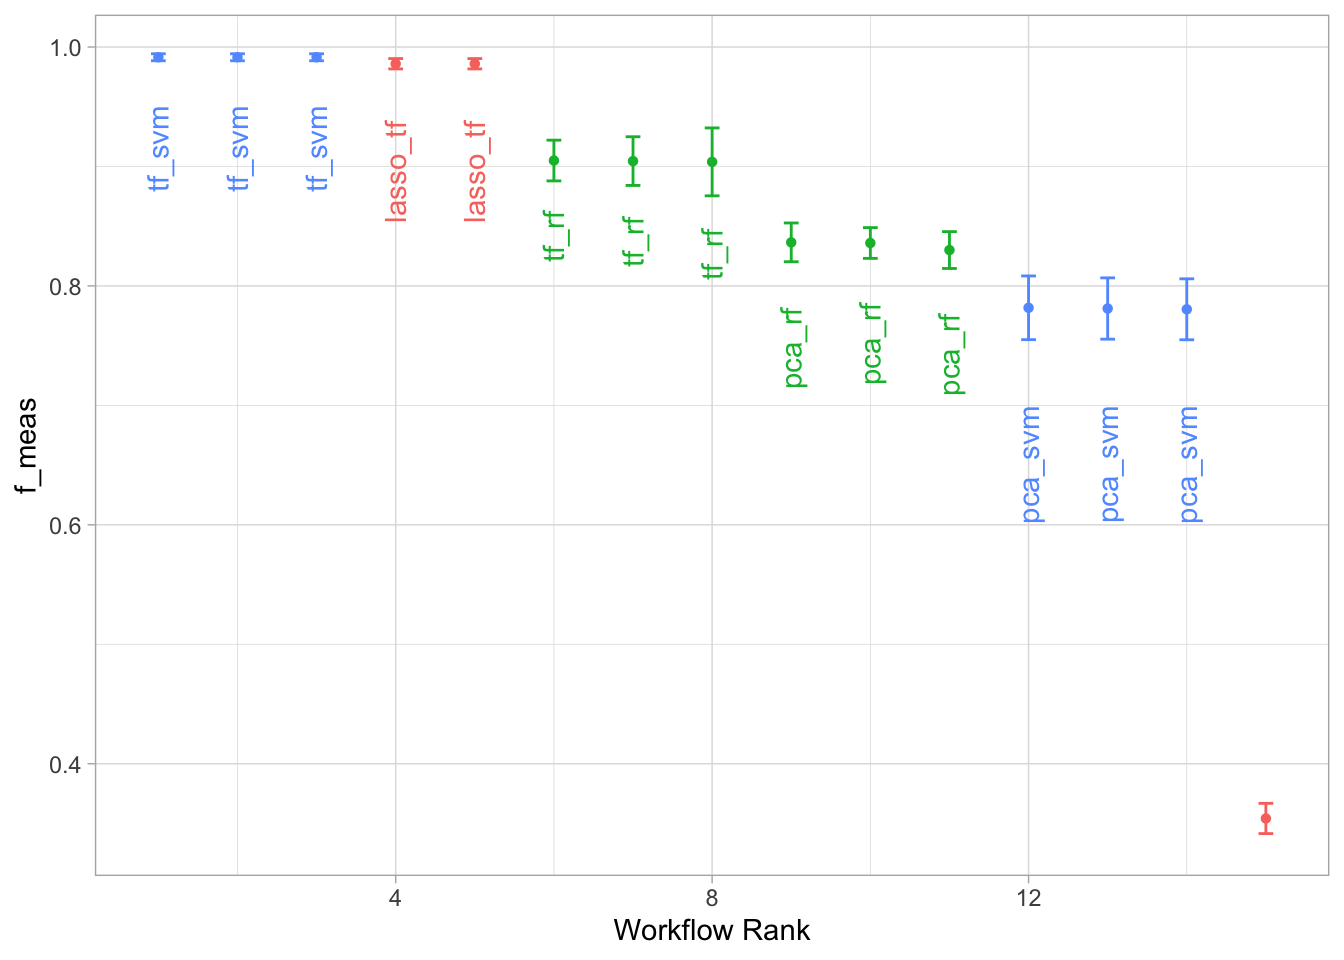 1.0
0.8
0.6
0.4
f_meas
tf_svm
tf_svm
tf_svm
lasso_tf
lasso_tf
tf_rf
tf_rf
tf_rf
pca_rf
pca_rf
pca_rf
pca_svm
pca_svm
pca_svm
4
8
12
Workflow Rank